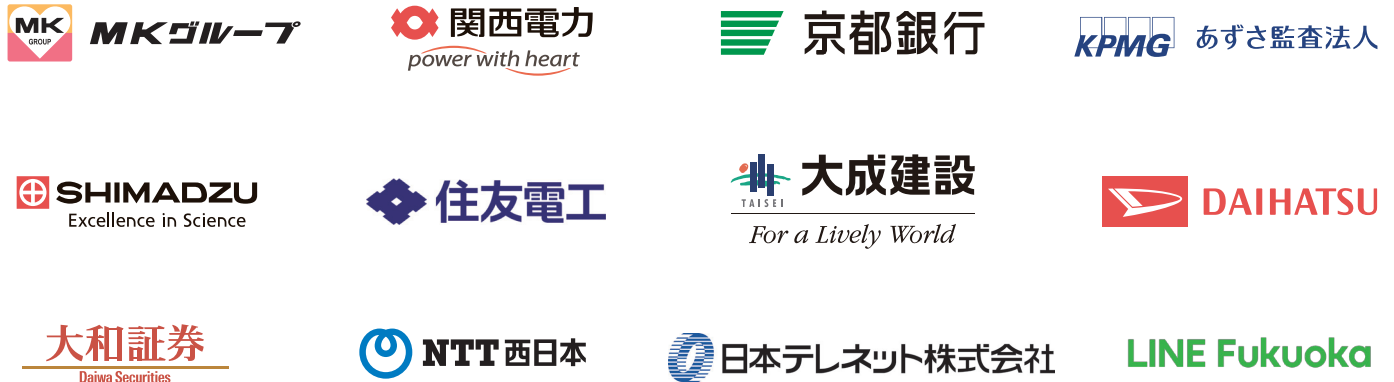 MK
GROUP
MKグループ
関西電力
power with heart
京都銀行
KPMG
あずさ監査法人
SHIMADZU
Excellence in Science
住友電工
TAISEI
大成建設
For a Lively World
DAIHATSU
大和証券
Daiwa Securities
NTT西日本
日本テレネット株式会社
LINE Fukuoka